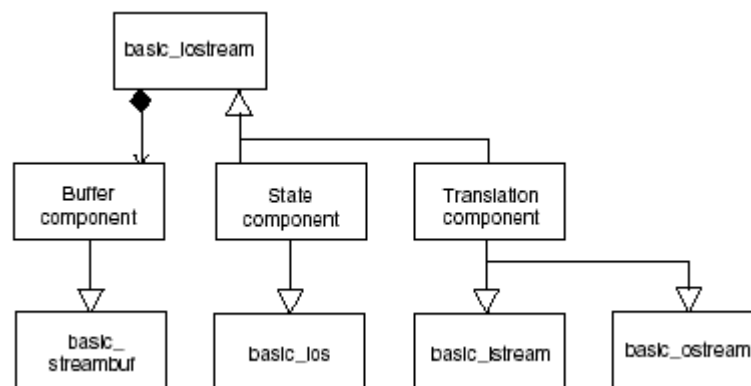 basic_iostream
Buffer
component
State
component
Translation
component
basic_
streambuf
basic_ios
basic_istream
basic_ostream